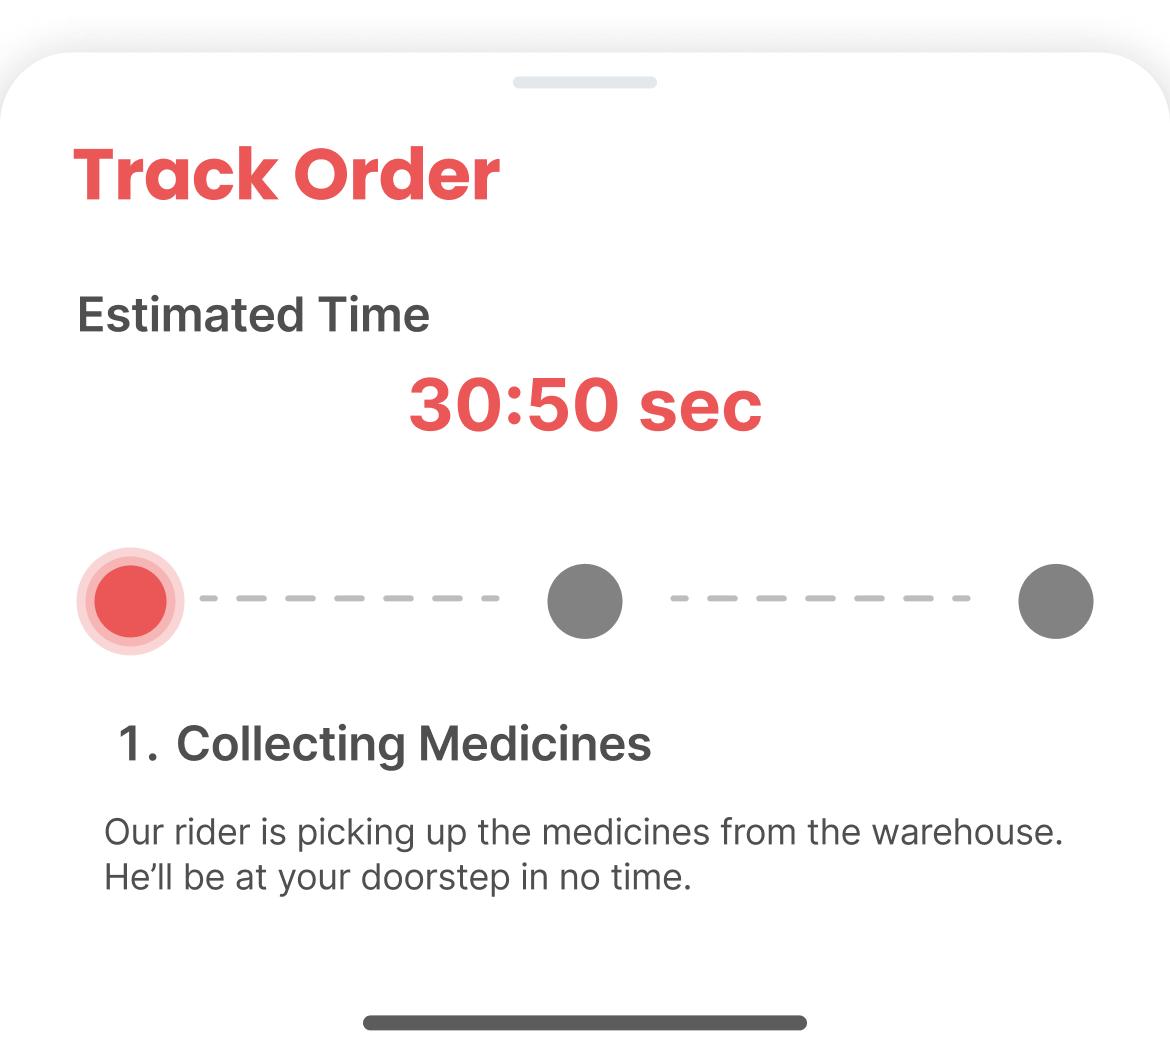 Track Order
Estimated Time
30:50 sec
1. Collecting Medicines
Our rider is picking up the medicines from the warehouse.
He’ll be at your doorstep in no time.